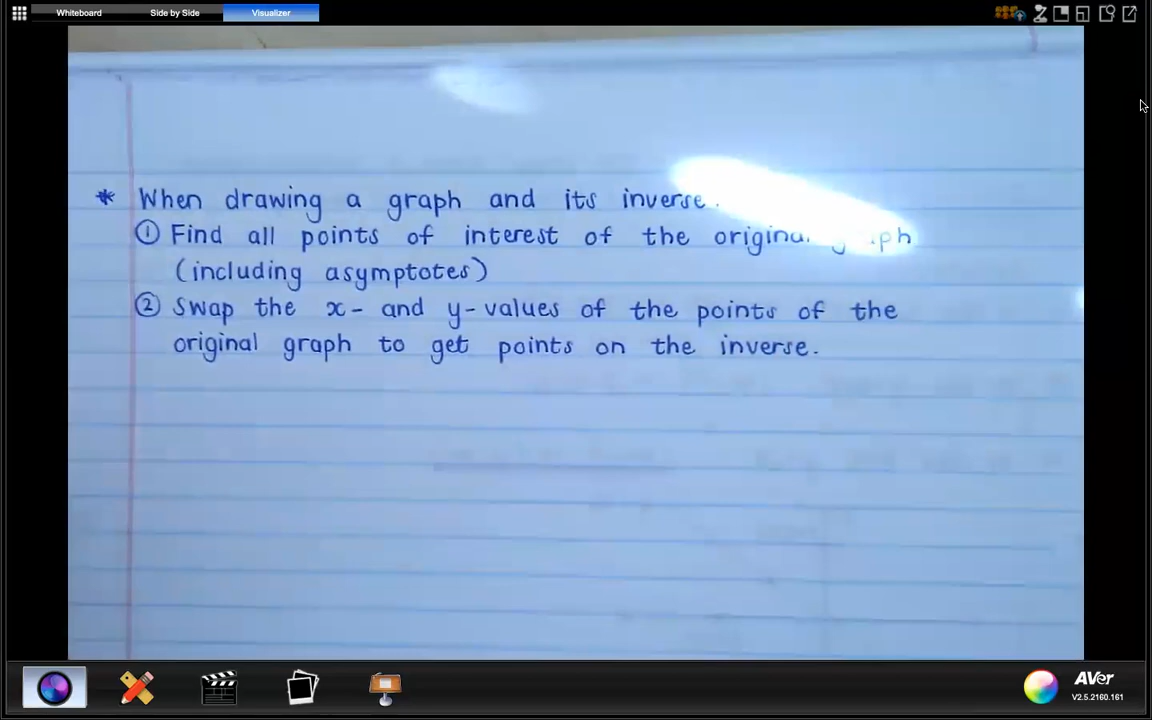 Whiteboard Side by Side Visualizer
* When drawing a graph and its inverse.
① Find all points of interest of the original graph
(including asymptotes)
② Swap the x- and y-values of the points of the
original graph to get points on the inverse.
AVer
V2.5.2160.161